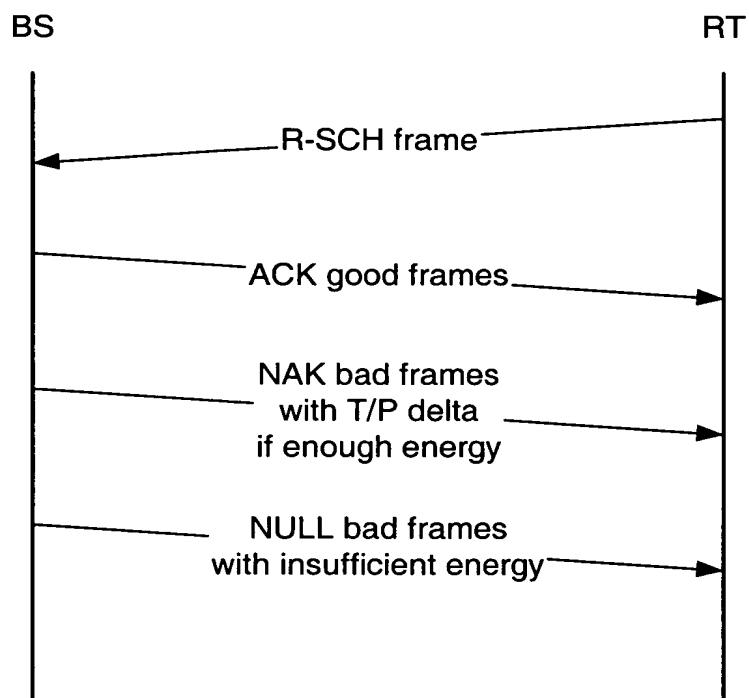 BS
RT
R-SCH frame
ACK good frames
NAK bad frames
with T/P delta
if enough energy
NULL bad frames
with insufficient energy